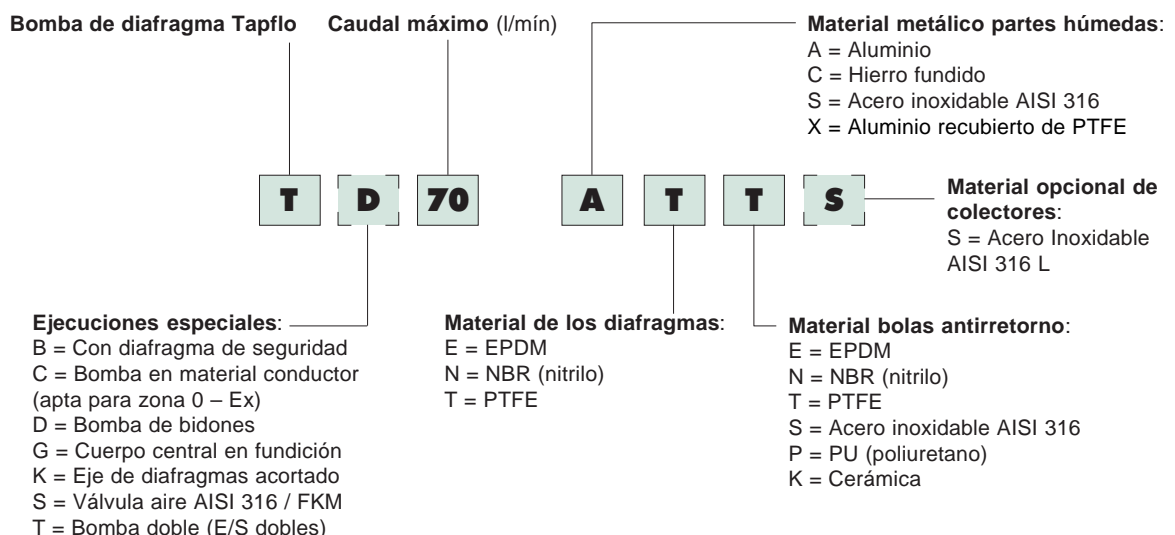 Bomba de diafragma Tapflo
Caudal máximo (l/mín)
Material metálico partes húmedas:
A = Aluminio
C = Hierro fundido
S = Acero inoxidable AISI 316
X = Aluminio recubierto de PTFE
T D 70 A T T S
Material opcional de
colectores:
S = Acero Inoxidable
AISI 316 L
Ejecuciones especiales:
B = Con diafragma de seguridad
C = Bomba en material conductor
(apta para zona 0 – Ex)
D = Bomba de bidones
G = Cuerpo central en fundición
K = Eje de diafragmas acortado
S = Válvula aire AISI 316 / FKM
T = Bomba doble (E/S dobles)
Material de los diafragmas:
E = EPDM
N = NBR (nitrilo)
T = PTFE
Material bolas antirretorno:
E = EPDM
N = NBR (nitrilo)
T = PTFE
S = Acero inoxidable AISI 316
P = PU (poliuretano)
K = Cerámica